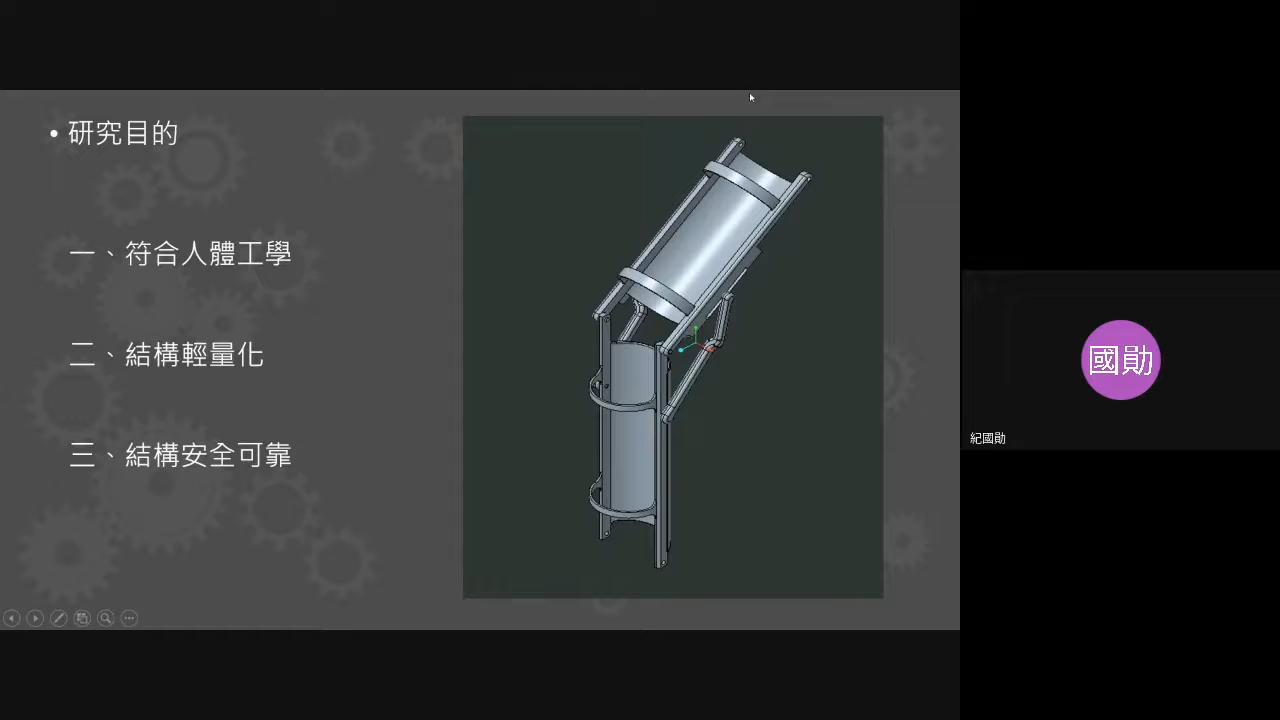 • 研究目的
一、符合人體工學
二、結構輕量化
三、結構安全可靠
國勛
紀國勛